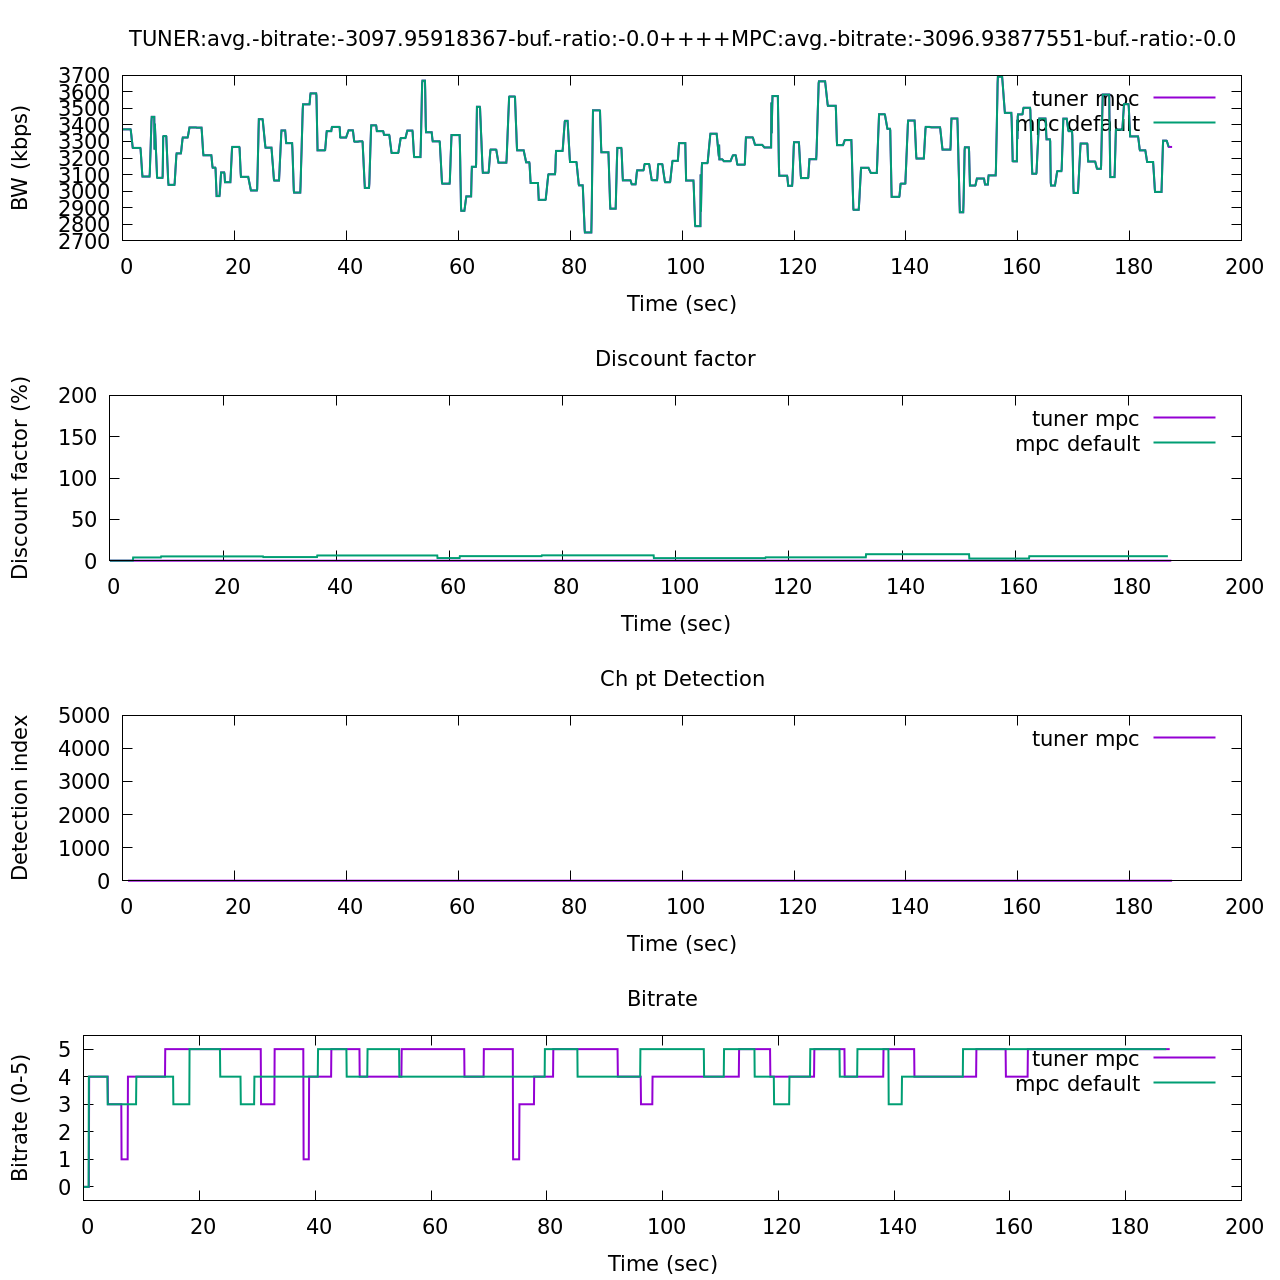 TUNER:avg.-bitrate:-3097.95918367-buf.-ratio:-0.0++++MPC:avg.-bitrate:-3096.93877551-buf.-ratio:-0.0
BW (kbps)
3700
3600
3500
3400
3300
3200
3100
3000
2900
2800
2700
tuner mpc
mpc default
0 20 40 60 80 100 120 140 160 180 200
Time (sec)
Discount factor
Discount factor (%)
200
150
100
50
0
tuner mpc
mpc default
0 20 40 60 80 100 120 140 160 180 200
Time (sec)
Ch pt Detection
Detection index
5000
4000
3000
2000
1000
0
tuner mpc
0 20 40 60 80 100 120 140 160 180 200
Time (sec)
Bitrate
Bitrate (0-5)
5
4
3
2
1
0
tuner mpc
mpc default
0 20 40 60 80 100 120 140 160 180 200
Time (sec)